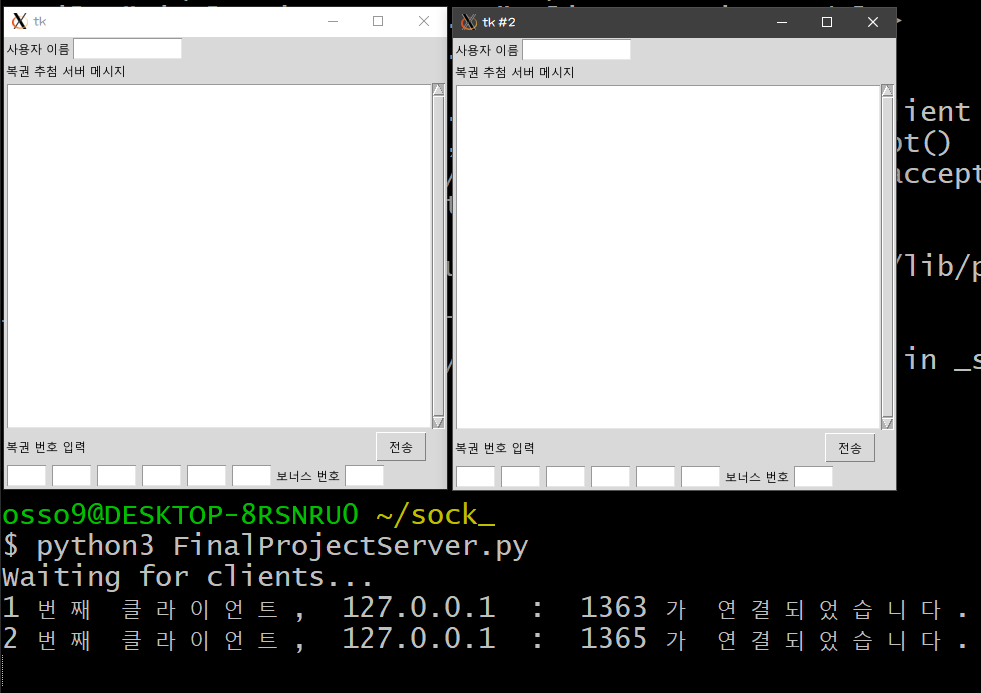 tk
사용자 이름
복권 추첨 서버 메시지
복권 번호 입력
전송
보너스 번호
tk #2
사용자 이름
복권 추첨 서버 메시지
복권 번호 입력
전송
보너스 번호
ient
pt()
accept
/lib/p
in _s
osso9@DESKTOP-8RSNRU0 ~/sock_
$ python3 FinalProjectServer.py
Waiting for clients...
1 번째 클라이언트, 127.0.0.1 : 1363 가 연결되었습니다.
2 번째 클라이언트, 127.0.0.1 : 1365 가 연결되었습니다.